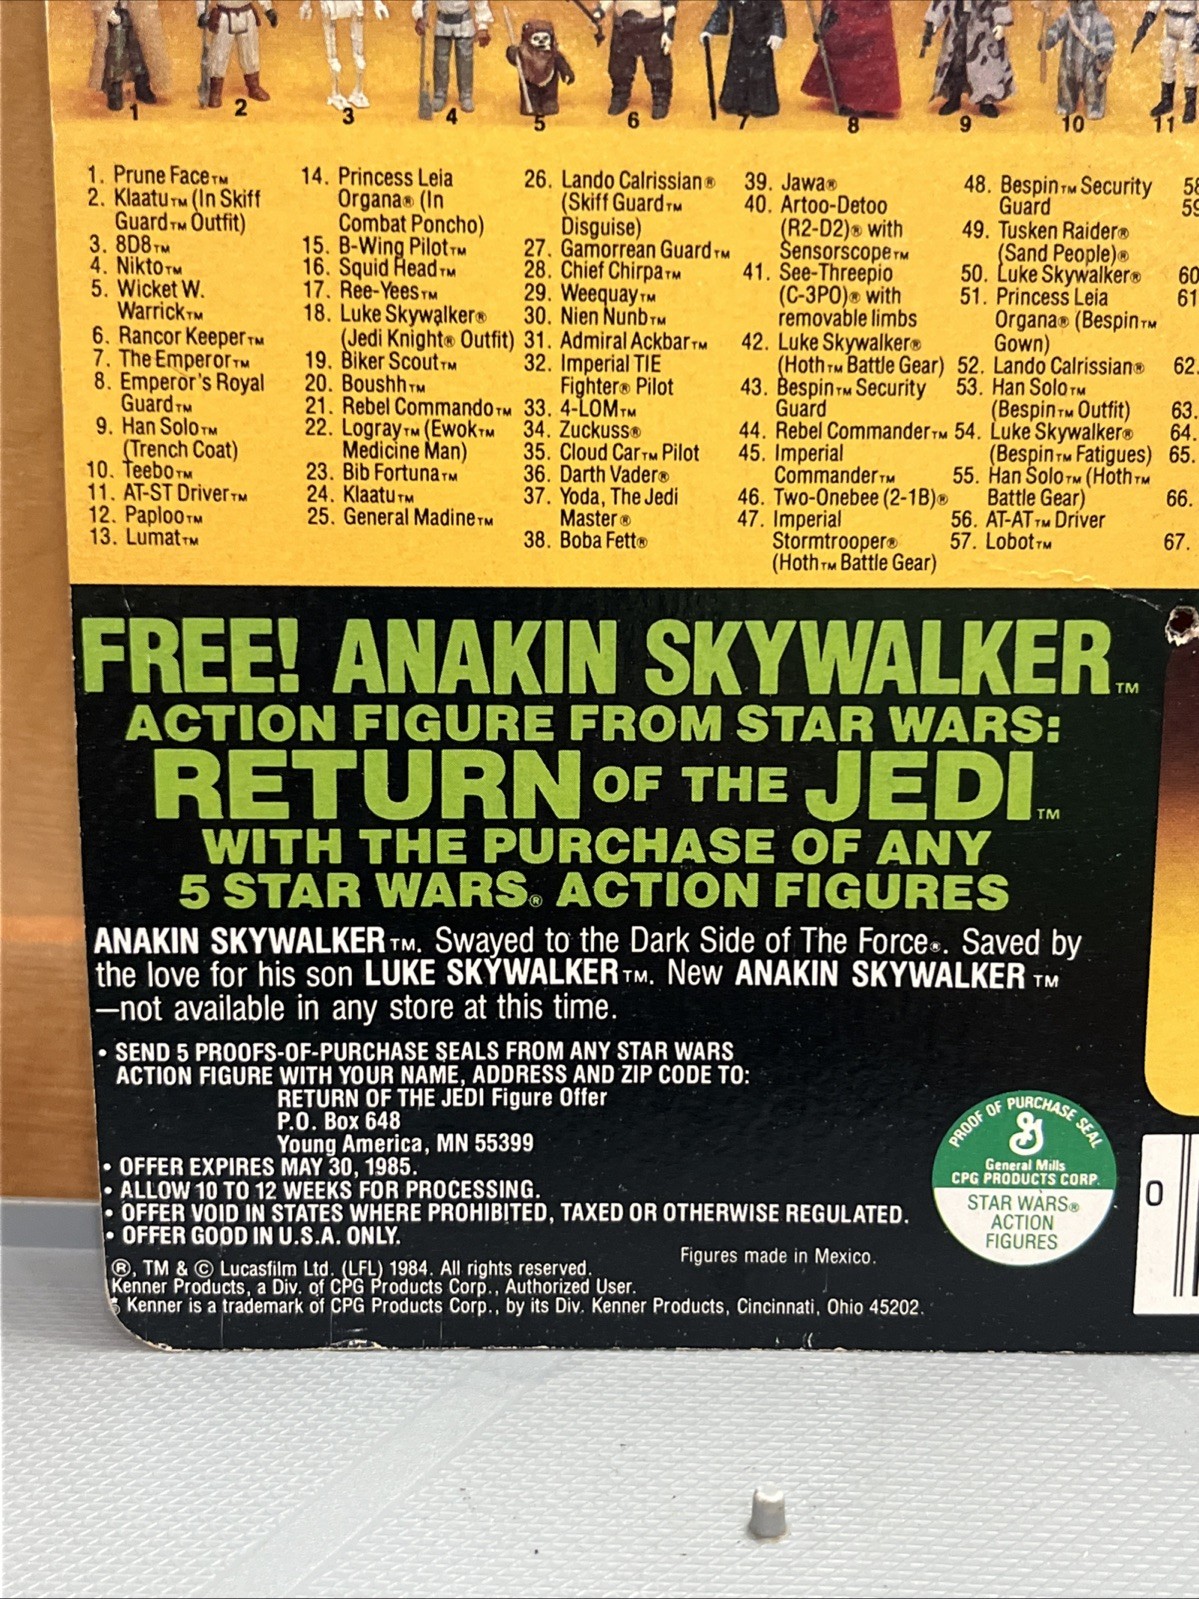 1
2
3
4
5
6
7
8
9
10
11
1. Prune Face™
2. Klaatu™ (In Skiff
Guard™ Outfit)
3. 8D8™
4. Nikto™
5. Wicket W.
Warrick™
6. Rancor Keeper™
7. The Emperor™
8. Emperor's Royal
Guard™
9. Han Solo™
(Trench Coat)
10. Teebo™
11. AT-ST Driver™
12. Paploo™
13. Lumat™
14. Princess Leia
Organa® (In
Combat Poncho)
15. B-Wing Pilot™
16. Squid Head™
17. Ree-Yees™
18. Luke Skywalker®
(Jedi Knight® Outfit)
19. Biker Scout™
20. Boushh™
21. Rebel Commando™
22. Logray™ (Ewok™
Medicine Man)
23. Bib Fortuna™
24. Klaatu™
25. General Madine™
26. Lando Calrissian®
(Skiff Guard™
Disguise)
27. Gamorrean Guard™
28. Chief Chirpa™
29. Weequay™
30. Nien Nunb™
31. Admiral Ackbar™
32. Imperial TIE
Fighter® Pilot
33. 4-LOM™
34. Zuckuss®
35. Cloud Car™ Pilot
36. Darth Vader®
37. Yoda, The Jedi
Master®
38. Boba Fett®
39. Jawa®
40. Artoo-Detoo
(R2-D2)® with
Sensorscope™
41. See-Threepio
(C-3PO)® with
removable limbs
42. Luke Skywalker®
(Hoth™ Battle Gear)
43. Bespin™ Security
Guard
44. Rebel Commander™
45. Imperial
Commander™
46. Two-Onebee (2-1B)®
47. Imperial
Stormtrooper®
(Hoth™ Battle Gear)
48. Bespin™ Security
Guard
49. Tusken Raider®
(Sand People)®
50. Luke Skywalker®
51. Princess Leia
Organa® (Bespin™
Gown)
52. Lando Calrissian®
53. Han Solo™
(Bespin™ Outfit)
54. Luke Skywalker®
(Bespin™ Fatigues)
55. Han Solo™ (Hoth™
Battle Gear)
56. AT-AT™ Driver
57. Lobot™
58
59
60
61
62.
63.
64.
65.
66.
67.
FREE! ANAKIN SKYWALKER™
ACTION FIGURE FROM STAR WARS:
RETURN OF THE JEDI™
WITH THE PURCHASE OF ANY
5 STAR WARS® ACTION FIGURES
ANAKIN SKYWALKER™. Swayed to the Dark Side of The Force®. Saved by
the love for his son LUKE SKYWALKER™. New ANAKIN SKYWALKER™
—not available in any store at this time.
• SEND 5 PROOFS-OF-PURCHASE SEALS FROM ANY STAR WARS
ACTION FIGURE WITH YOUR NAME, ADDRESS AND ZIP CODE TO:
RETURN OF THE JEDI Figure Offer
P.O. Box 648
Young America, MN 55399
• OFFER EXPIRES MAY 30, 1985.
• ALLOW 10 TO 12 WEEKS FOR PROCESSING.
• OFFER VOID IN STATES WHERE PROHIBITED, TAXED OR OTHERWISE REGULATED.
• OFFER GOOD IN U.S.A. ONLY.
Figures made in Mexico.
®, TM & © Lucasfilm Ltd. (LFL) 1984. All rights reserved.
Kenner Products, a Div. of CPG Products Corp., Authorized User.
Kenner is a trademark of CPG Products Corp., by its Div. Kenner Products, Cincinnati, Ohio 45202.
PROOF OF PURCHASE SEAL
G
General Mills
CPG PRODUCTS CORP.
STAR WARS®
ACTION
FIGURES
0